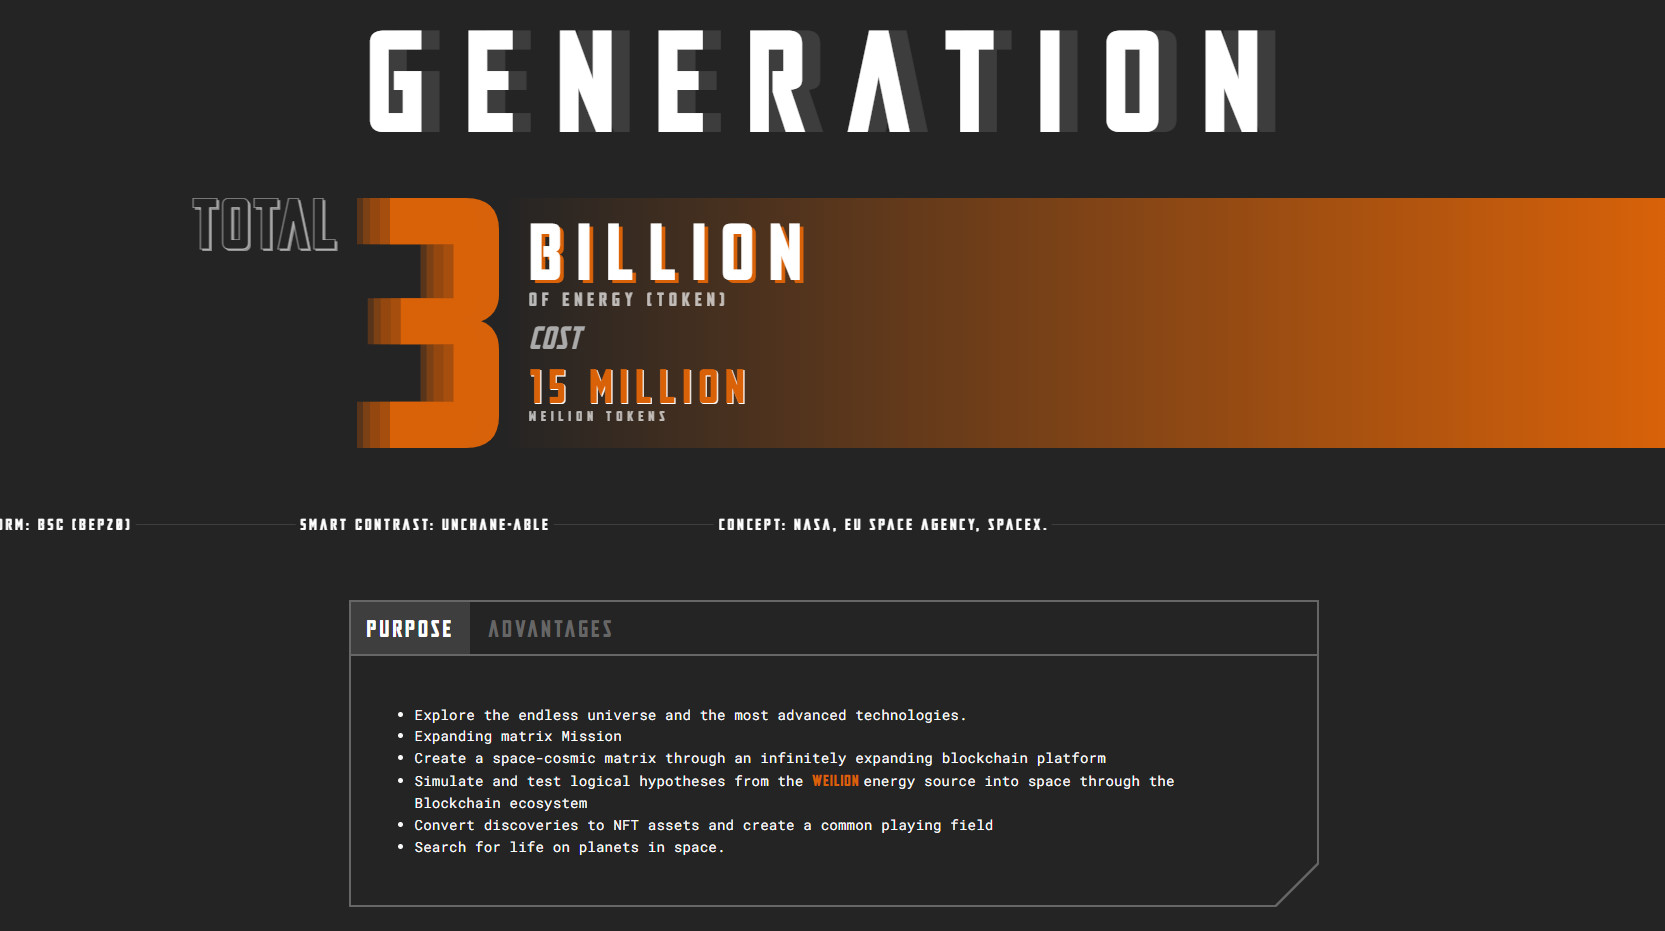 GENERATION
TOTAL
3
BILLION
OF ENERGY (TOKEN)
COST
15 MILLION
WEILION TOKENS
ORM: BSC (BEP20) SMART CONTRAST: UNCHANE-ABLE CONCEPT: NASA, EU SPACE AGENCY, SPACEX.
PURPOSE ADVANTAGES
• Explore the endless universe and the most advanced technologies.
• Expanding matrix Mission
• Create a space-cosmic matrix through an infinitely expanding blockchain platform
• Simulate and test logical hypotheses from the WEILION energy source into space through the
Blockchain ecosystem
• Convert discoveries to NFT assets and create a common playing field
• Search for life on planets in space.